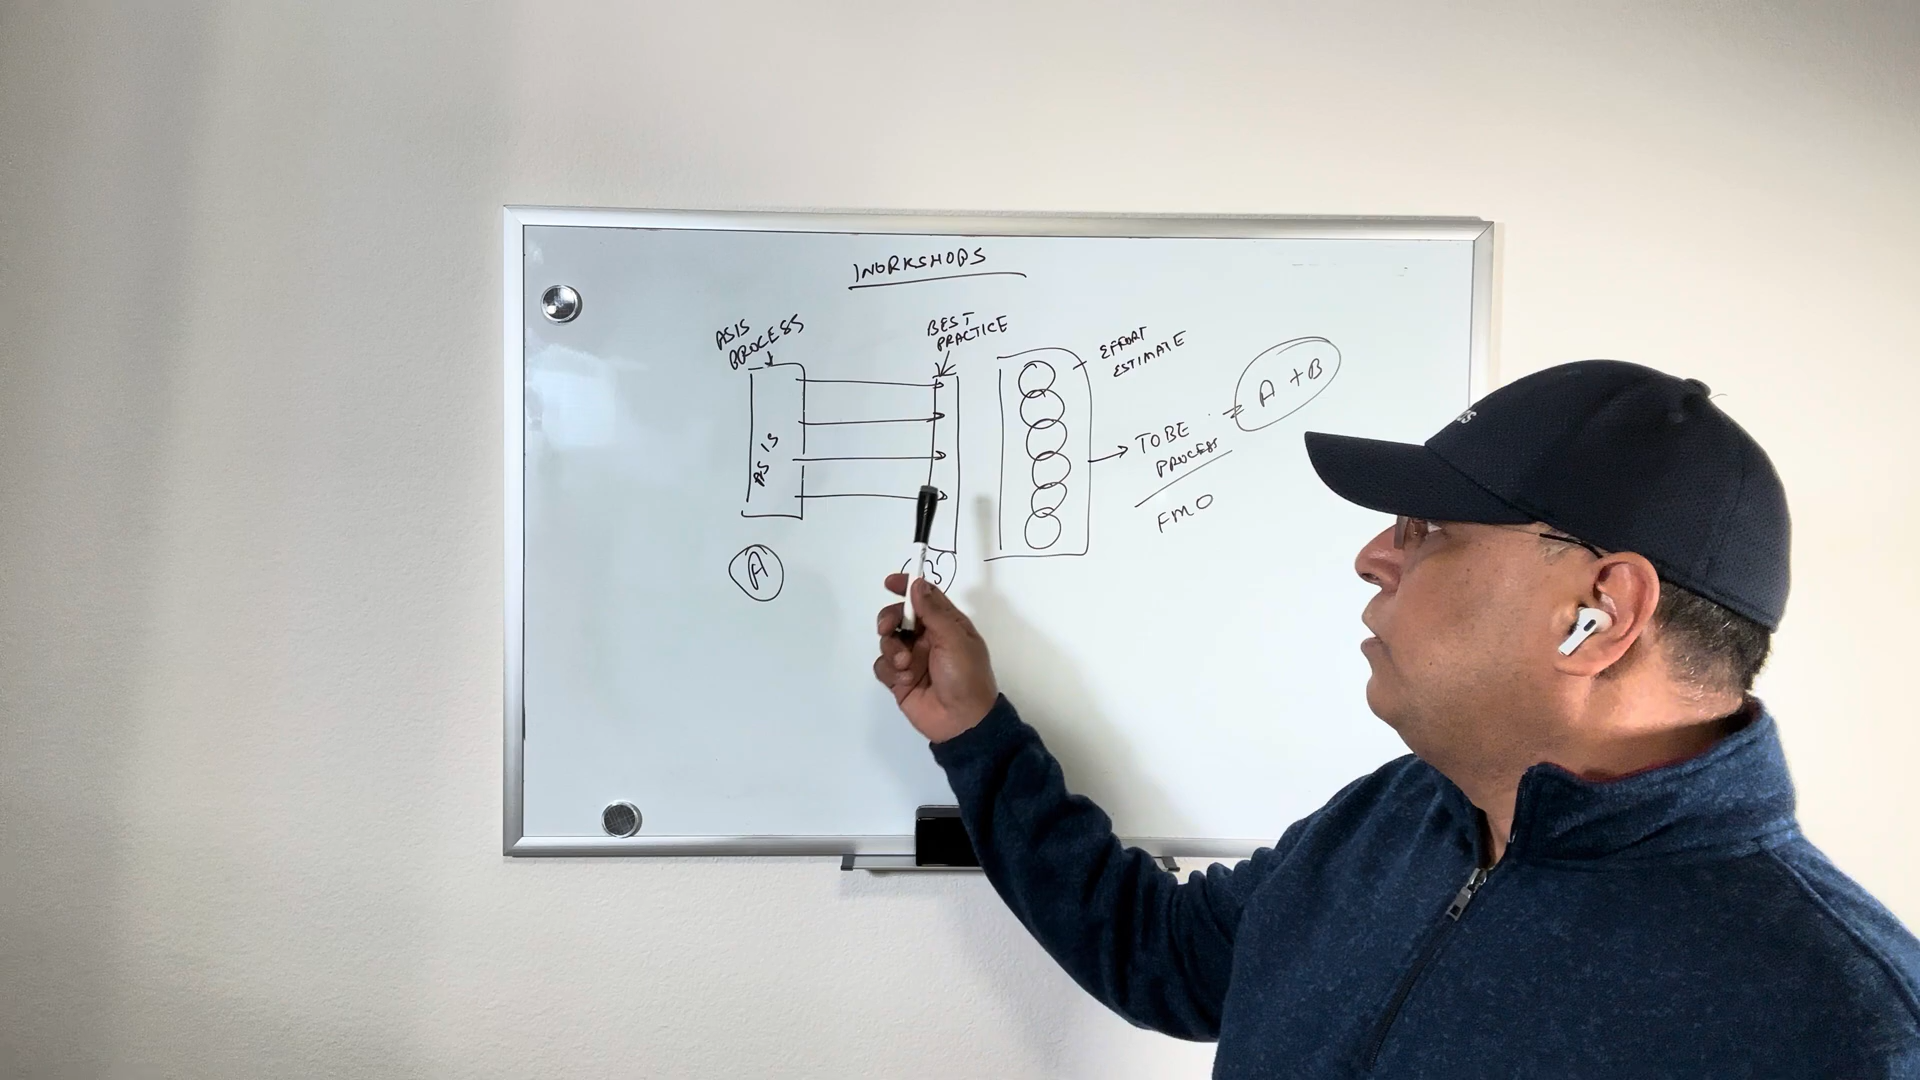 WORKSHOPS
ASIS
PROCESS
BEST
PRACTICE
EFFORT
ESTIMATE
AS IS
TOBE
PROCESS
= A + B
FMO
A
B